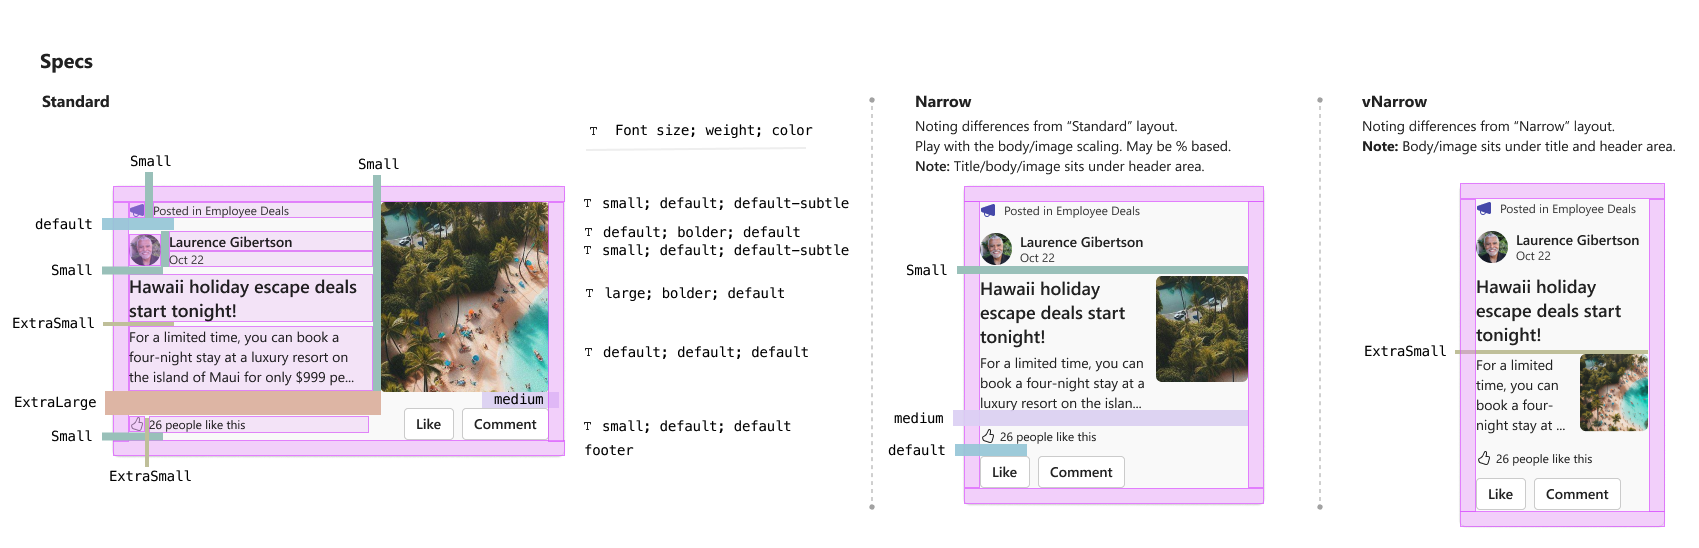 Specs
Standard
T Font size; weight; color
Small
Small
default
Small
ExtraSmall
ExtraLarge
Small
ExtraSmall
Posted in Employee Deals
Laurence Gibertson
Oct 22
Hawaii holiday escape deals
start tonight!
For a limited time, you can book a
four-night stay at a luxury resort on
the island of Maui for only $999 pe...
medium
26 people like this
Like
Comment
T small; default; default-subtle
T default; bolder; default
T small; default; default-subtle
T large; bolder; default
T default; default; default
T small; default; default
footer
Narrow
Noting differences from “Standard” layout.
Play with the body/image scaling. May be % based.
Note: Title/body/image sits under header area.
Posted in Employee Deals
Laurence Gibertson
Oct 22
Small
Hawaii holiday
escape deals start
tonight!
For a limited time, you can
book a four-night stay at a
luxury resort on the islan...
medium
26 people like this
default
Like
Comment
vNarrow
Noting differences from “Narrow” layout.
Note: Body/image sits under title and header area.
Posted in Employee Deals
Laurence Gibertson
Oct 22
Hawaii holiday
escape deals start
tonight!
ExtraSmall
For a limited
time, you can
book a four-
night stay at ...
26 people like this
Like
Comment